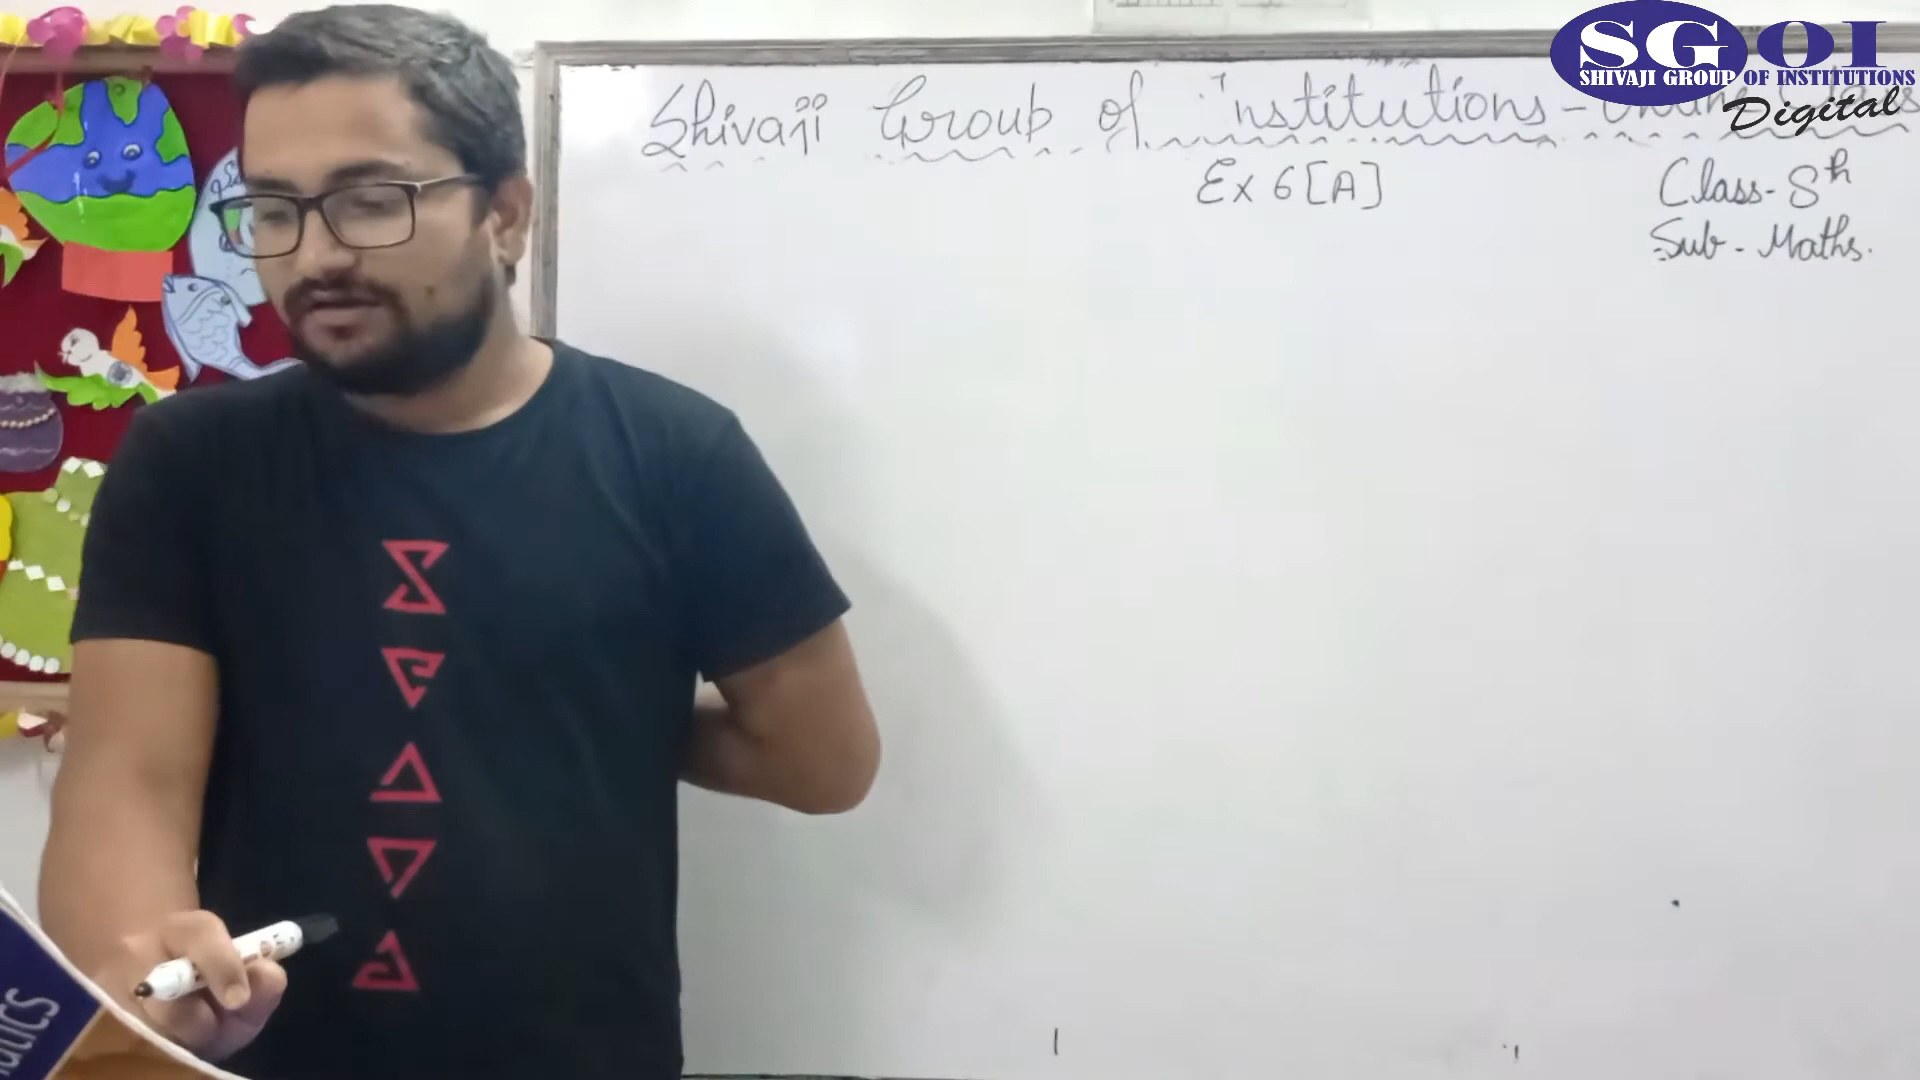 SGOI
SHIVAJI GROUP OF INSTITUTIONS
Digital
Shivaji Group of Institutions -
Ex 6[A]
Class - 8th
Sub - Maths.